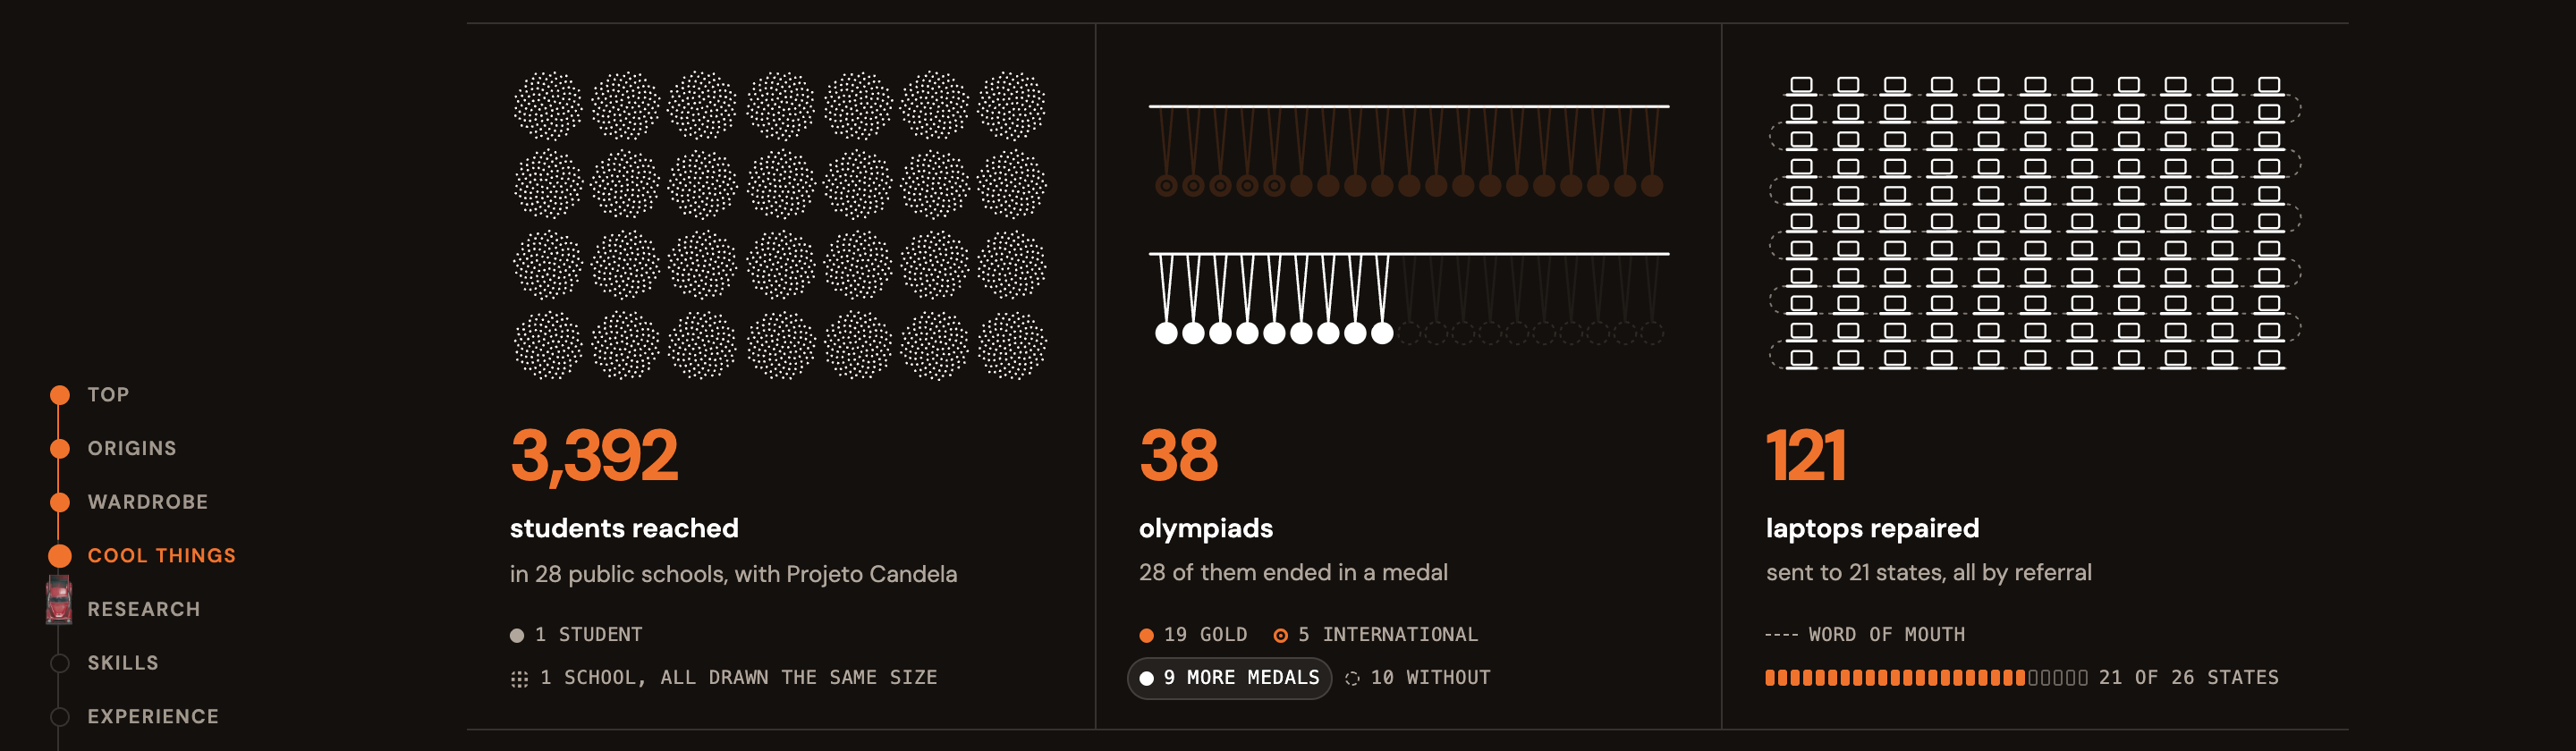 TOP
ORIGINS
WARDROBE
COOL THINGS
RESEARCH
SKILLS
EXPERIENCE
3,392
students reached
in 28 public schools, with Projeto Candela
1 STUDENT
1 SCHOOL, ALL DRAWN THE SAME SIZE
38
olympiads
28 of them ended in a medal
19 GOLD 5 INTERNATIONAL
9 MORE MEDALS 10 WITHOUT
121
laptops repaired
sent to 21 states, all by referral
WORD OF MOUTH
21 OF 26 STATES